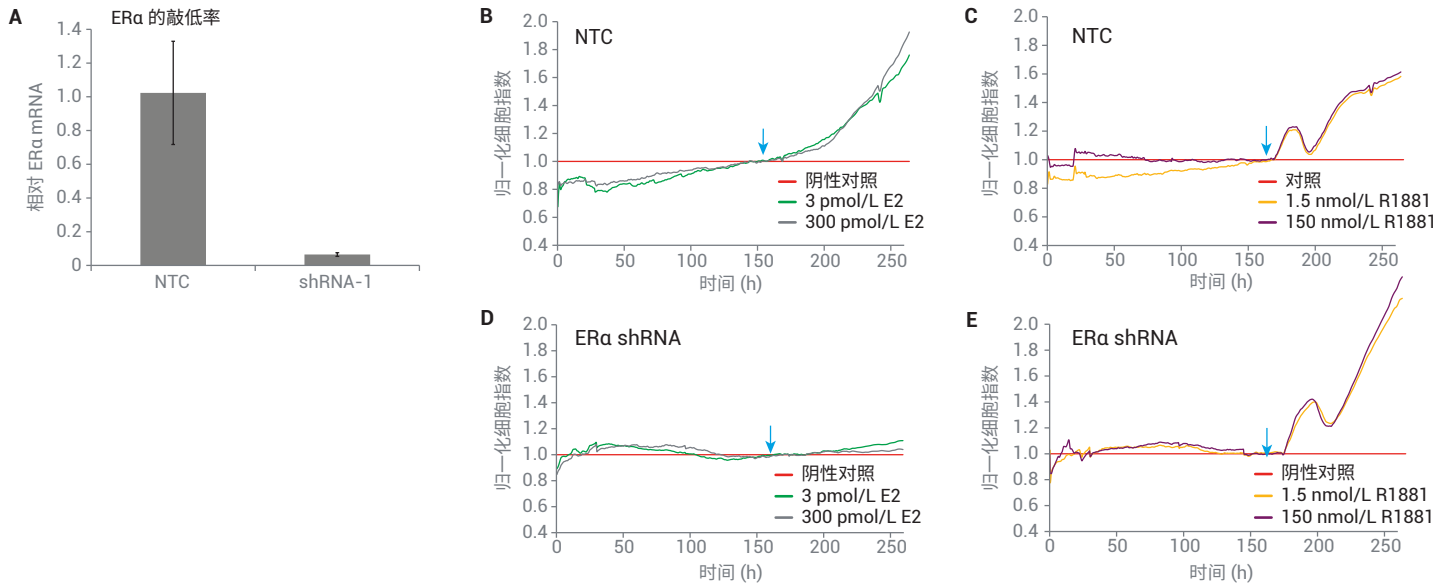 A
ERα 的敲低率
相对 ERα mRNA
1.4
1.2
1.0
0.8
0.6
0.4
0.2
0
NTC
shRNA-1
B
NTC
归一化细胞指数
2.0
1.8
1.6
1.4
1.2
1.0
0.8
0.6
0.4
阴性对照
3 pmol/L E2
300 pmol/L E2
0
50
100
150
200
250
时间 (h)
C
NTC
归一化细胞指数
2.0
1.8
1.6
1.4
1.2
1.0
0.8
0.6
0.4
对照
1.5 nmol/L R1881
150 nmol/L R1881
0
50
100
150
200
250
时间 (h)
D
ERα shRNA
归一化细胞指数
2.0
1.8
1.6
1.4
1.2
1.0
0.8
0.6
0.4
阴性对照
3 pmol/L E2
300 pmol/L E2
0
50
100
150
200
250
时间 (h)
E
ERα shRNA
归一化细胞指数
2.0
1.8
1.6
1.4
1.2
1.0
0.8
0.6
0.4
阴性对照
1.5 nmol/L R1881
150 nmol/L R1881
0
50
100
150
200
250
时间 (h)